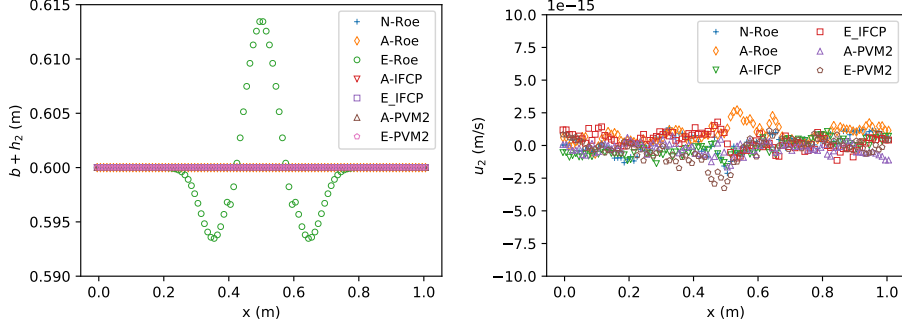 0.615
0.610
0.605
0.600
0.595
0.590
b + h₂ (m)
N-Roe
A-Roe
E-Roe
A-IFCP
E_IFCP
A-PVM2
E-PVM2
0.0 0.2 0.4 0.6 0.8 1.0
x (m)
1e−15
10.0
7.5
5.0
2.5
0.0
−2.5
−5.0
−7.5
−10.0
u₂ (m/s)
N-Roe E_IFCP
A-Roe A-PVM2
A-IFCP E-PVM2
0.0 0.2 0.4 0.6 0.8 1.0
x (m)